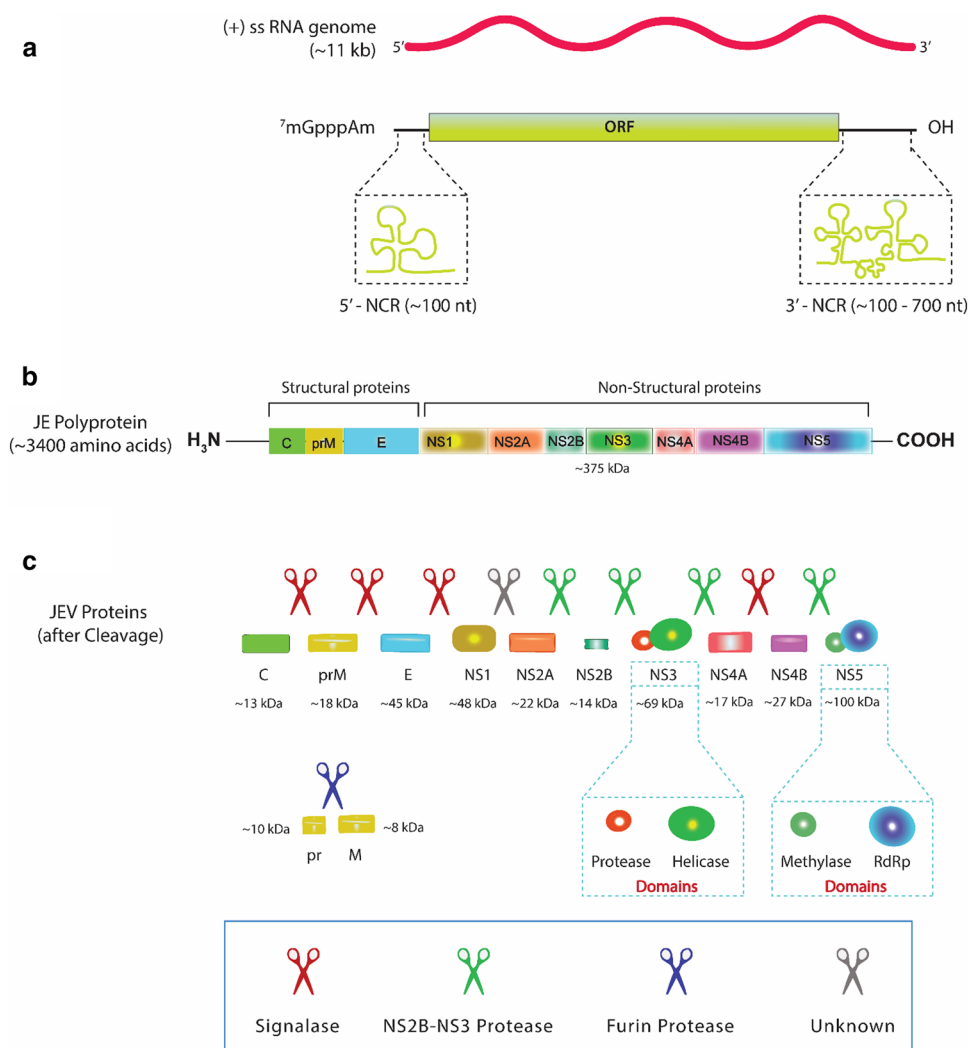 a
(+) ss RNA genome
(~11 kb)
5′
3′
⁷mGpppAm
ORF
OH
5′ - NCR (~100 nt)
3′ - NCR (~100 - 700 nt)
b
Structural proteins
Non-Structural proteins
JE Polyprotein
(~3400 amino acids)
H₃N
C prM E NS1 NS2A NS2B NS3 NS4A NS4B NS5
COOH
~375 kDa
c
JEV Proteins
(after Cleavage)
C prM E NS1 NS2A NS2B NS3 NS4A NS4B NS5
~13 kDa ~18 kDa ~45 kDa ~48 kDa ~22 kDa ~14 kDa ~69 kDa ~17 kDa ~27 kDa ~100 kDa
~10 kDa ~8 kDa
pr M
Protease Helicase
Domains
Methylase RdRp
Domains
Signalase NS2B-NS3 Protease Furin Protease Unknown